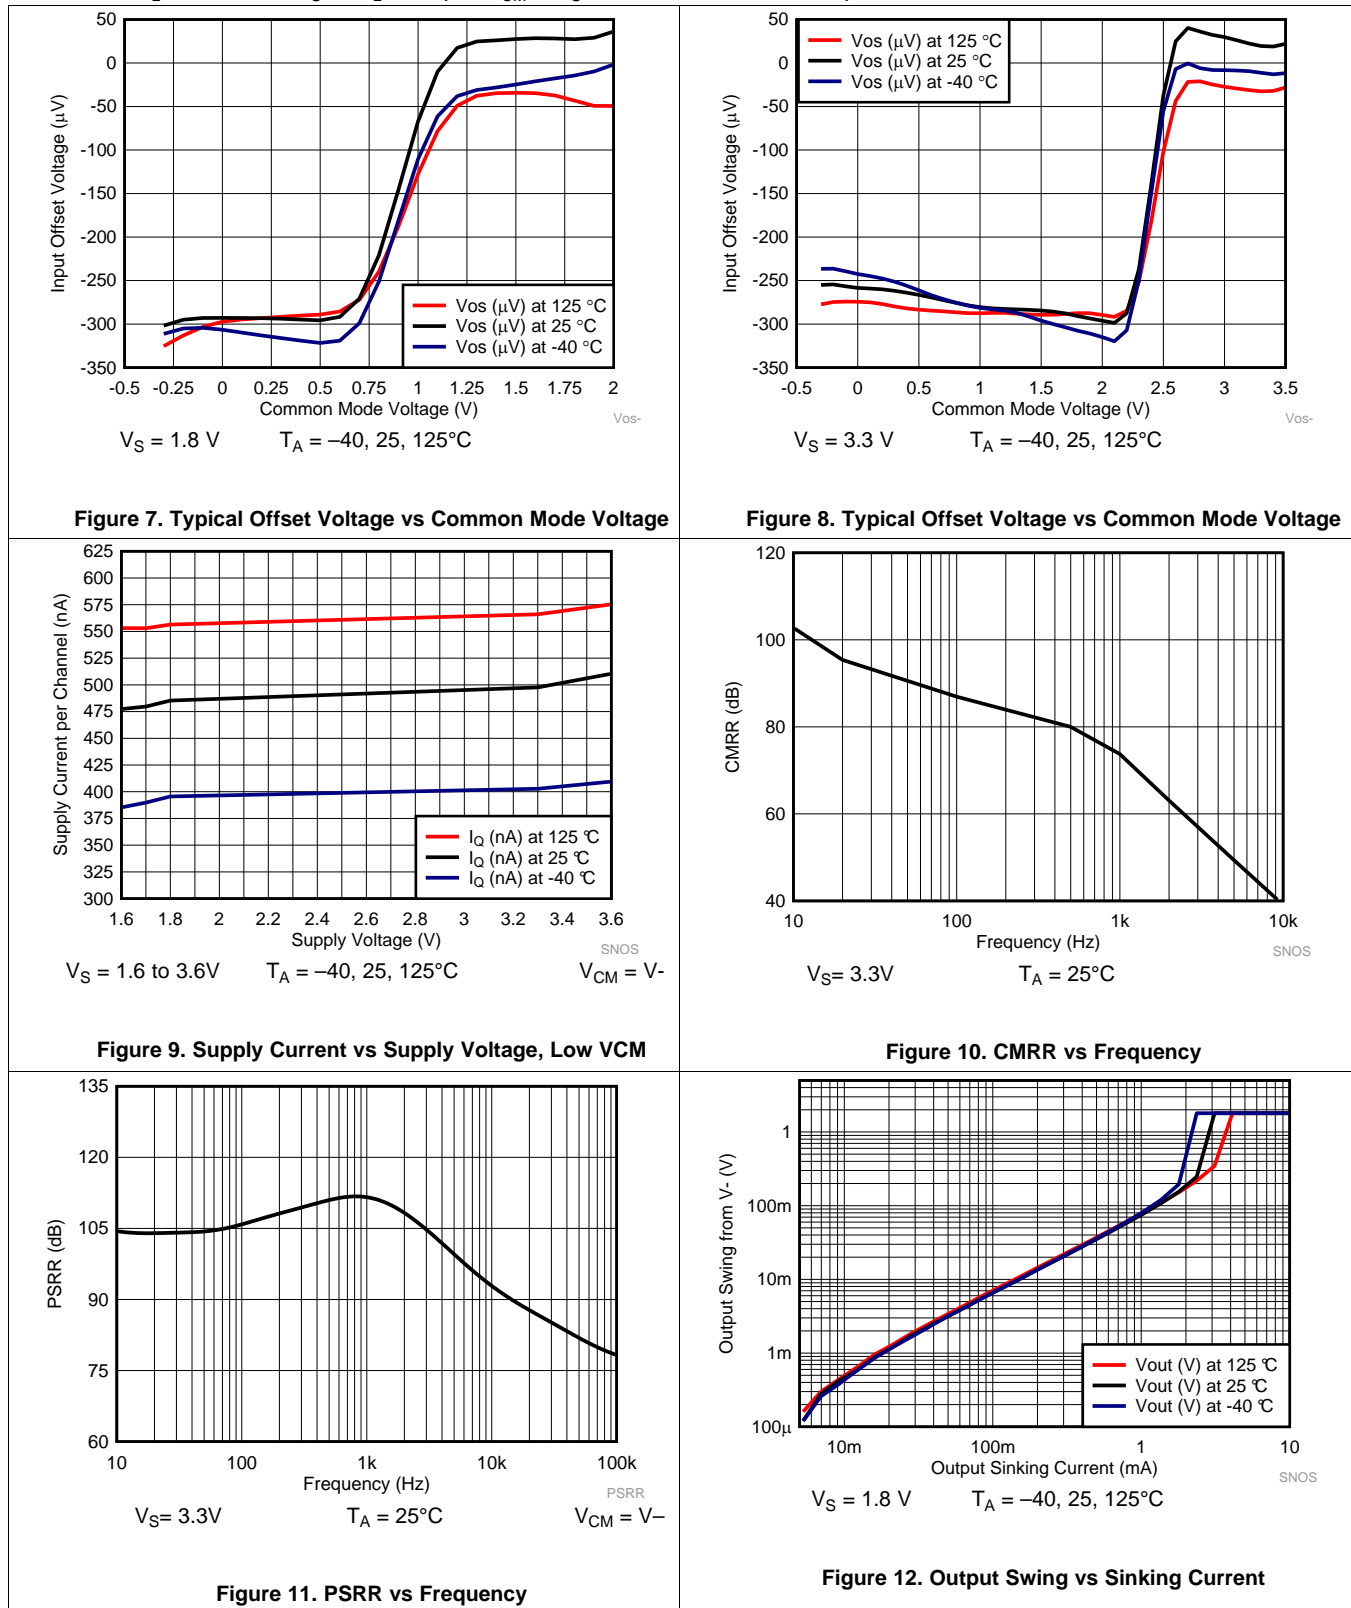 50
0
-50
-100
-150
-200
-250
-300
-350
Input Offset Voltage (μV)
Vos (μV) at 125 °C
Vos (μV) at 25 °C
Vos (μV) at -40 °C
-0.5 -0.25 0 0.25 0.5 0.75 1 1.25 1.5 1.75 2
Common Mode Voltage (V)
Vos-
VS = 1.8 V TA = –40, 25, 125°C
Figure 7. Typical Offset Voltage vs Common Mode Voltage
50
0
-50
-100
-150
-200
-250
-300
-350
Input Offset Voltage (μV)
Vos (μV) at 125 °C
Vos (μV) at 25 °C
Vos (μV) at -40 °C
-0.5 0 0.5 1 1.5 2 2.5 3 3.5
Common Mode Voltage (V)
Vos-
VS = 3.3 V TA = –40, 25, 125°C
Figure 8. Typical Offset Voltage vs Common Mode Voltage
625
600
575
550
525
500
475
450
425
400
375
350
325
300
Supply Current per Channel (nA)
IQ (nA) at 125 °C
IQ (nA) at 25 °C
IQ (nA) at -40 °C
1.6 1.8 2 2.2 2.4 2.6 2.8 3 3.2 3.4 3.6
Supply Voltage (V)
SNOS
VS = 1.6 to 3.6V TA = –40, 25, 125°C VCM = V-
Figure 9. Supply Current vs Supply Voltage, Low VCM
120
100
80
60
40
CMRR (dB)
10 100 1k 10k
Frequency (Hz)
SNOS
VS= 3.3V TA = 25°C
Figure 10. CMRR vs Frequency
135
120
105
90
75
60
PSRR (dB)
10 100 1k 10k 100k
Frequency (Hz)
PSRR
VS= 3.3V TA = 25°C VCM = V–
Figure 11. PSRR vs Frequency
1
100m
10m
1m
100μ
Output Swing from V- (V)
Vout (V) at 125 °C
Vout (V) at 25 °C
Vout (V) at -40 °C
10m 100m 1 10
Output Sinking Current (mA)
SNOS
VS = 1.8 V TA = –40, 25, 125°C
Figure 12. Output Swing vs Sinking Current